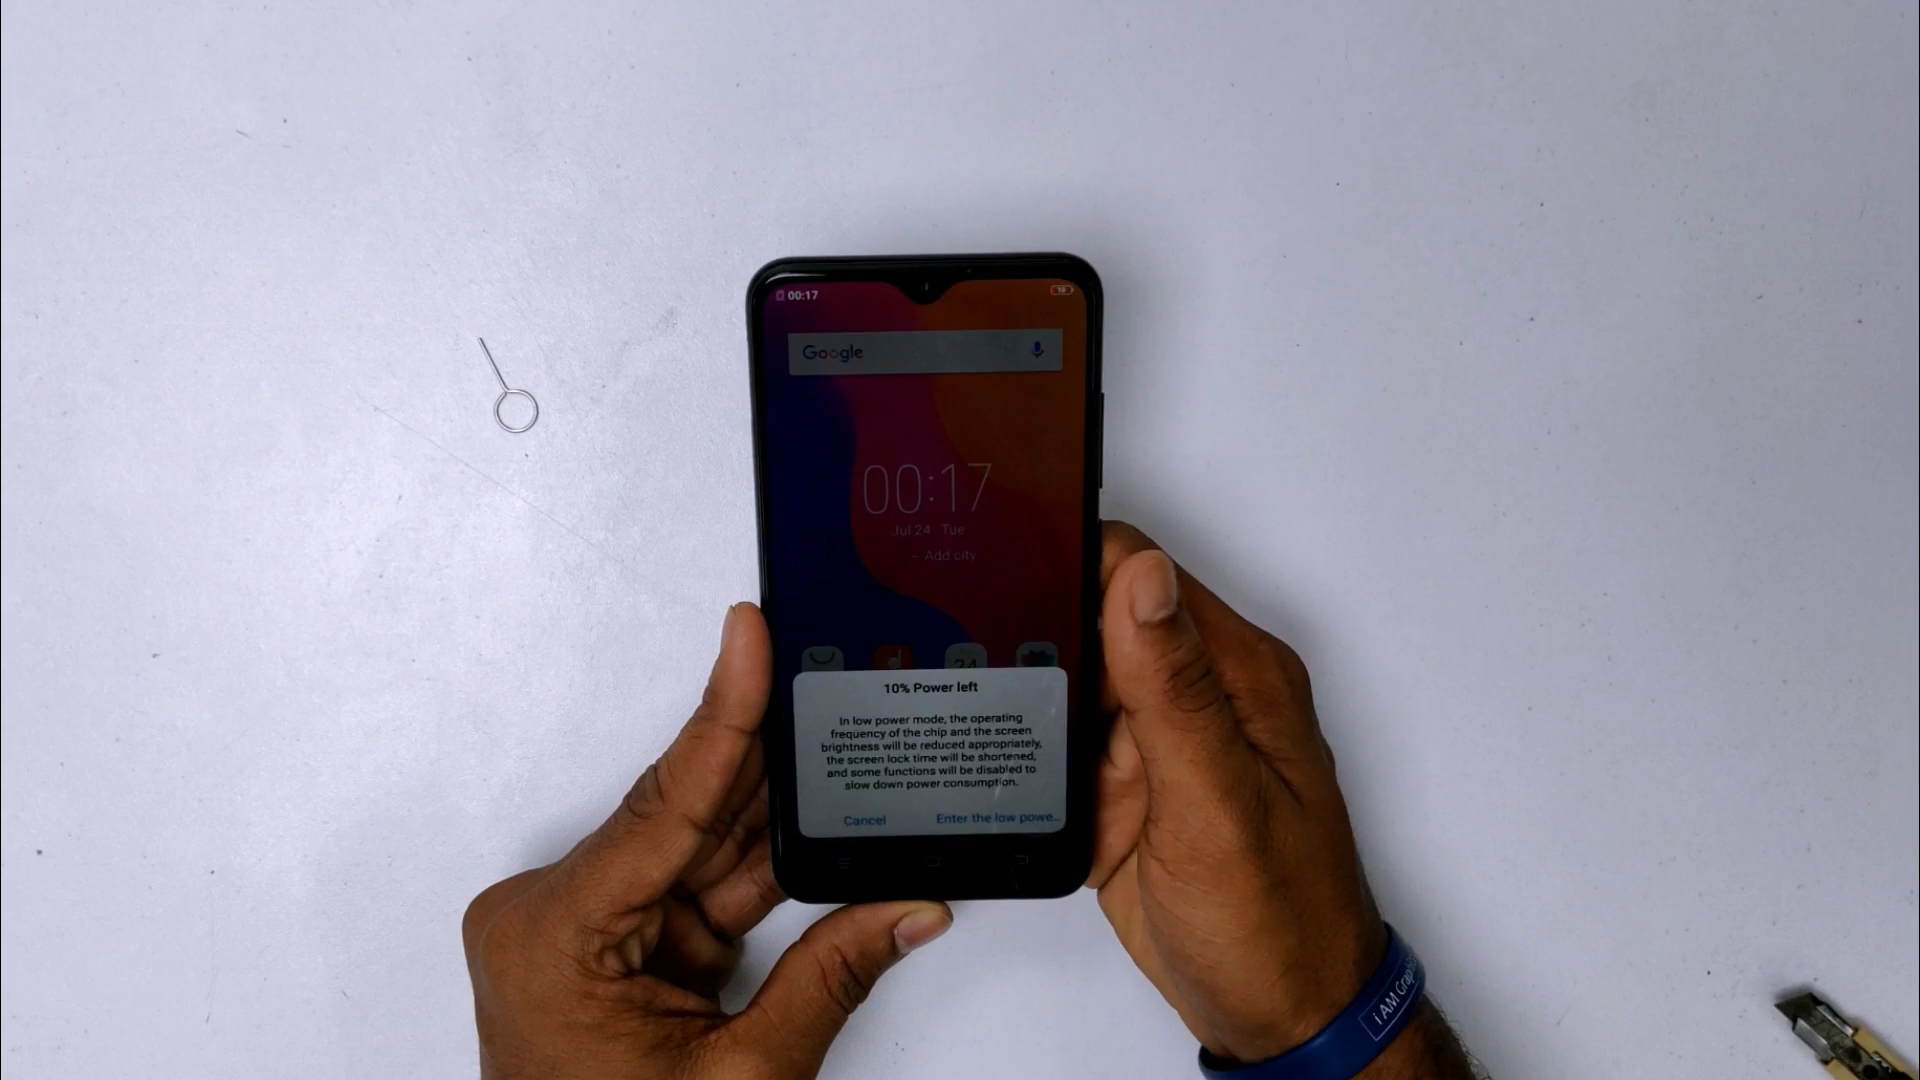 00:17
10
Google
00:17
Jul 24 Tue
Add city
24
10% Power left
In low power mode, the operating
frequency of the chip and the screen
brightness will be reduced appropriately,
the screen lock time will be shortened,
and some functions will be disabled to
slow down power consumption.
Cancel
Enter the low powe...
i AM Grap